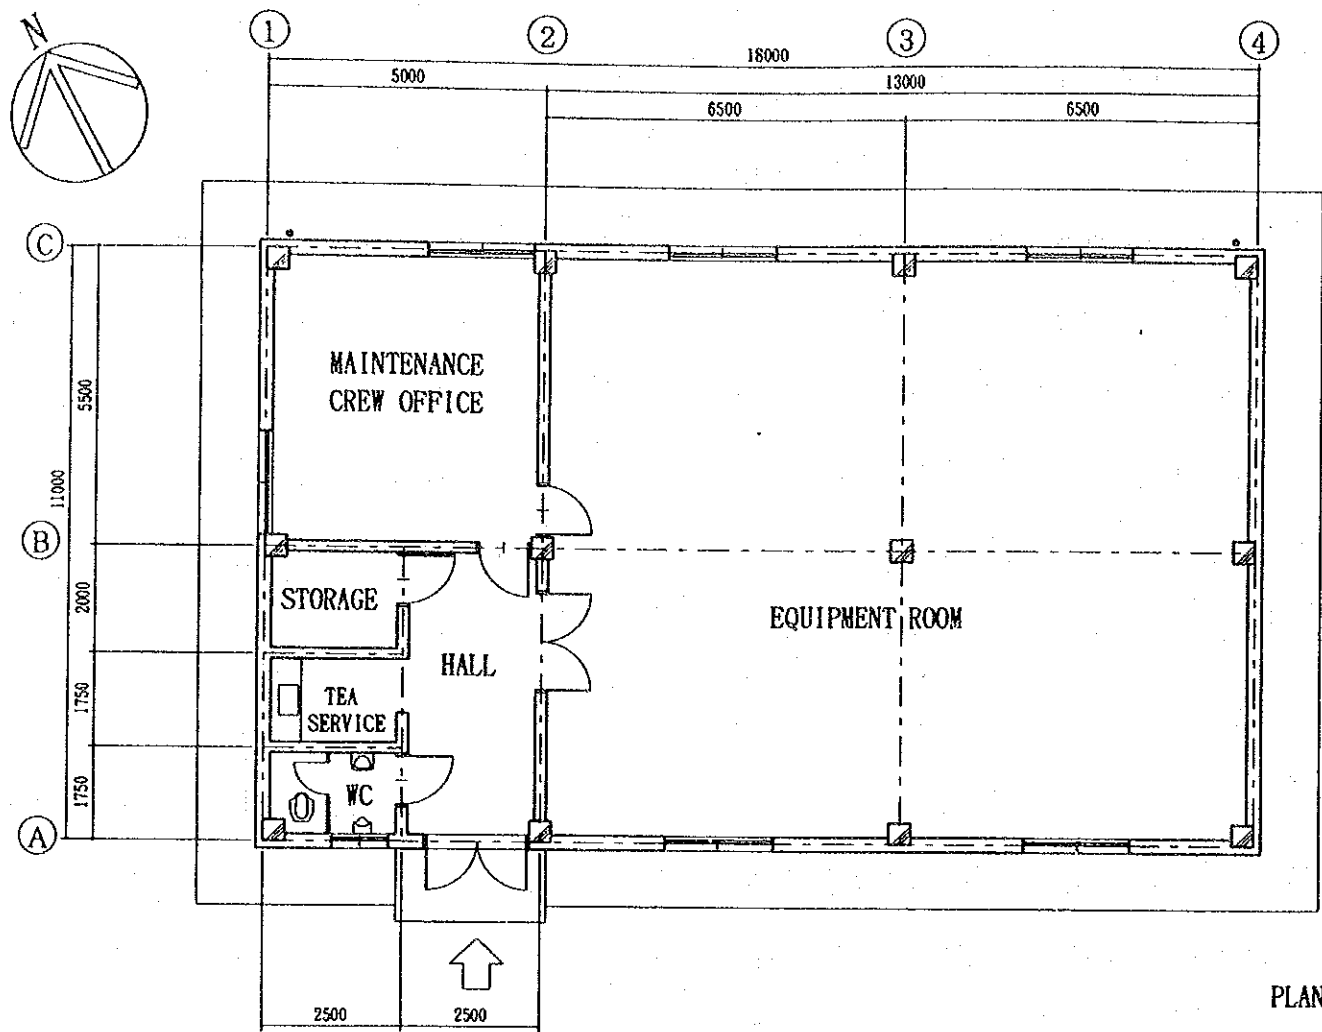 N
1
2
3
4
18000
5000
13000
6500
6500
C
MAINTENANCE
CREW OFFICE
5500
11000
B
2000
STORAGE
EQUIPMENT ROOM
HALL
1750
TEA
SERVICE
1750
WC
A
2500
2500
PLAN